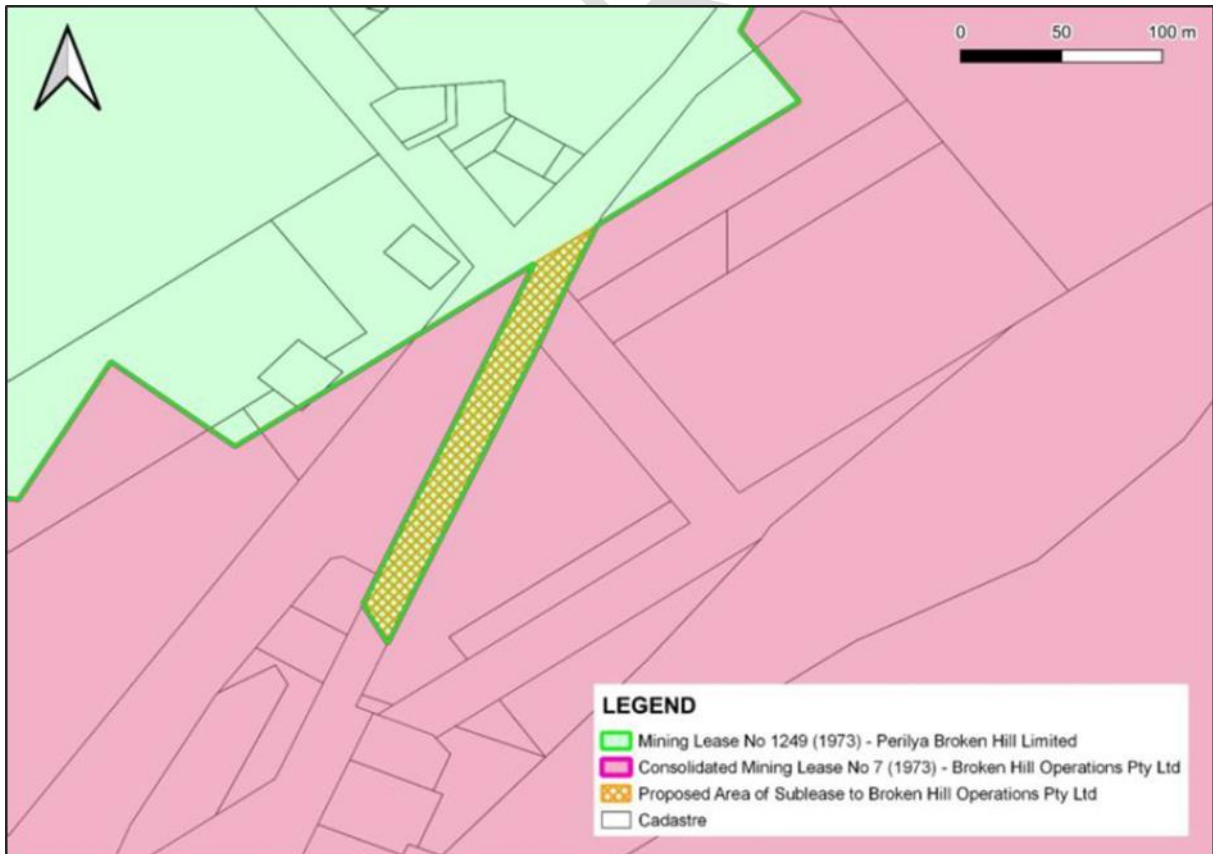 0 50 100 m
LEGEND
Mining Lease No 1249 (1973) - Perilya Broken Hill Limited
Consolidated Mining Lease No 7 (1973) - Broken Hill Operations Pty Ltd
Proposed Area of Sublease to Broken Hill Operations Pty Ltd
Cadastre